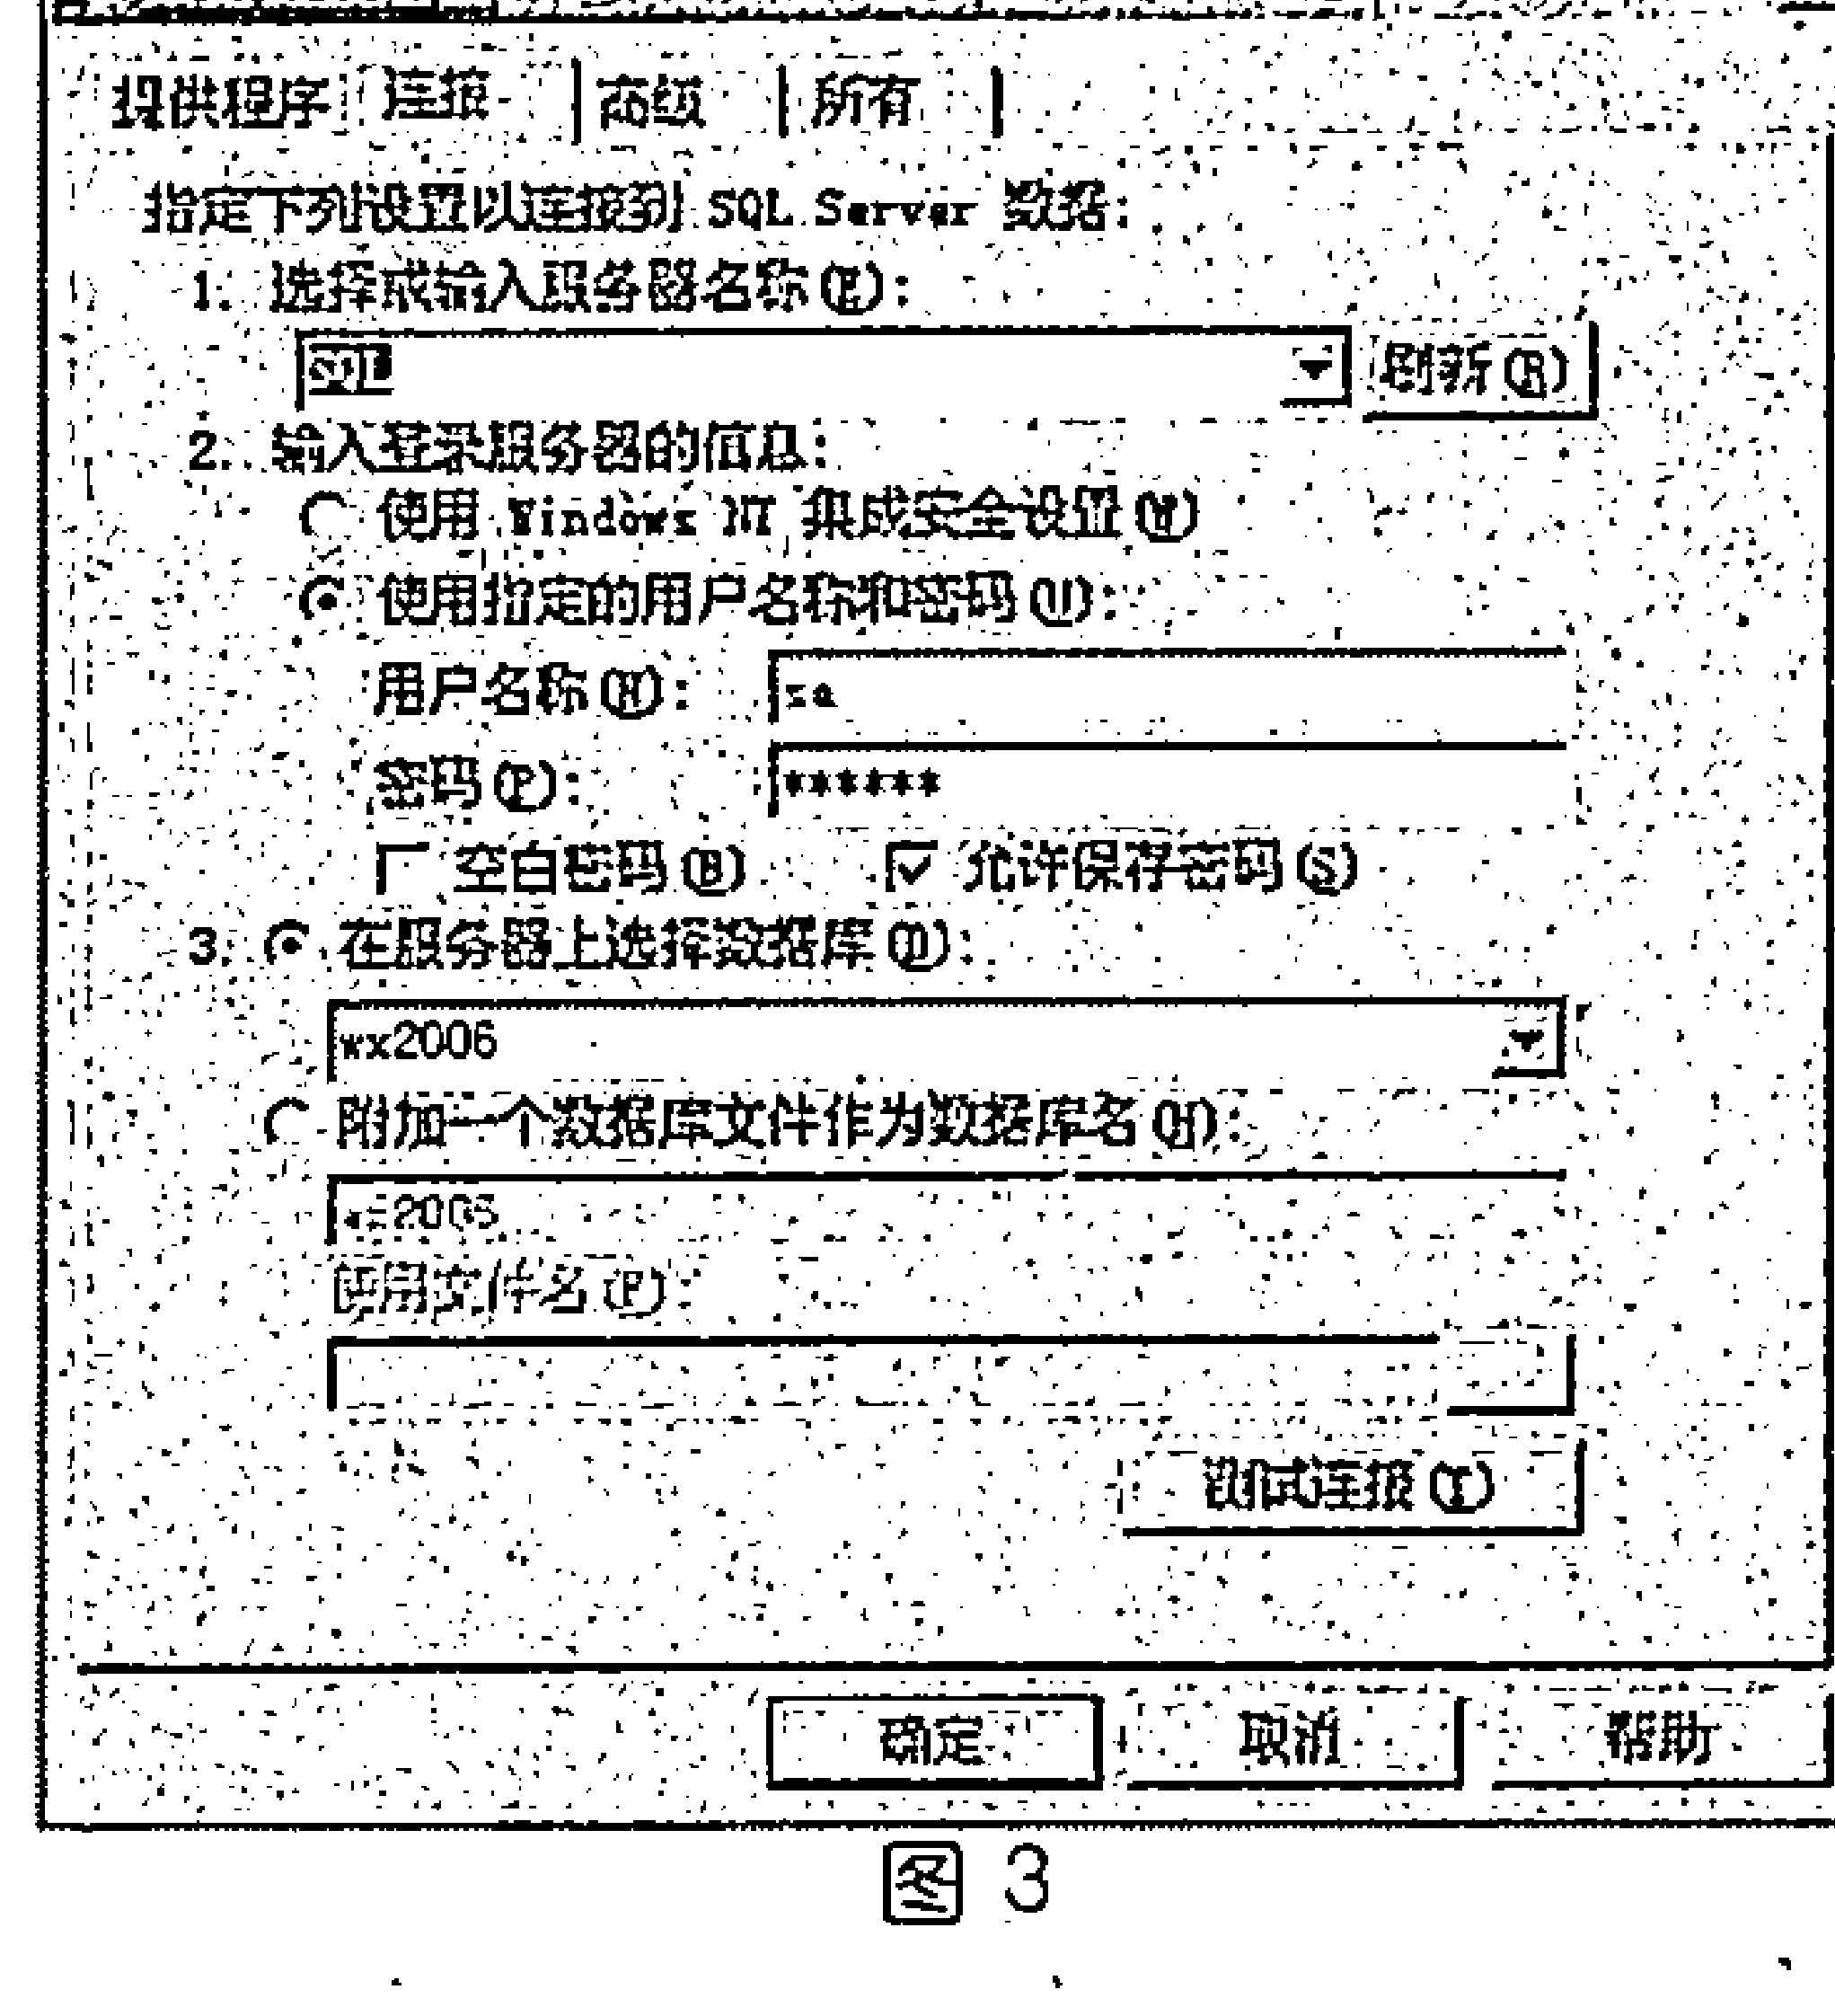 提供程序 连接 高级 所有
指定下列设置以连接到 SQL Server 数据:
1. 选择或输入服务器名称(E):
SQL 刷新(R)
2. 输入登录服务器的信息:
使用 Windows NT 集成安全设置(W)
使用指定的用户名称和密码(U):
用户名称(N): sa
密码(P): ******
空白密码(B) 允许保存密码(S)
3. 在服务器上选择数据库(D):
wx2006
附加一个数据库文件作为数据库名(H):
使用文件名(F):
测试连接(T)
确定 取消 帮助
图 3